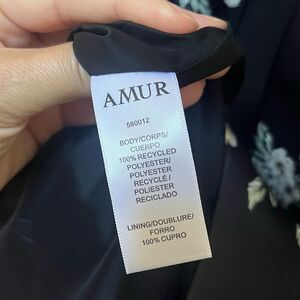 AMUR
580012
BODY/CORPS/
CUERPO
100% RECYCLED
POLYESTER/
POLYESTER
RECYCLÉ /
POLIESTER
RECICLADO
LINING/DOUBLURE/
FORRO
100% CUPRO